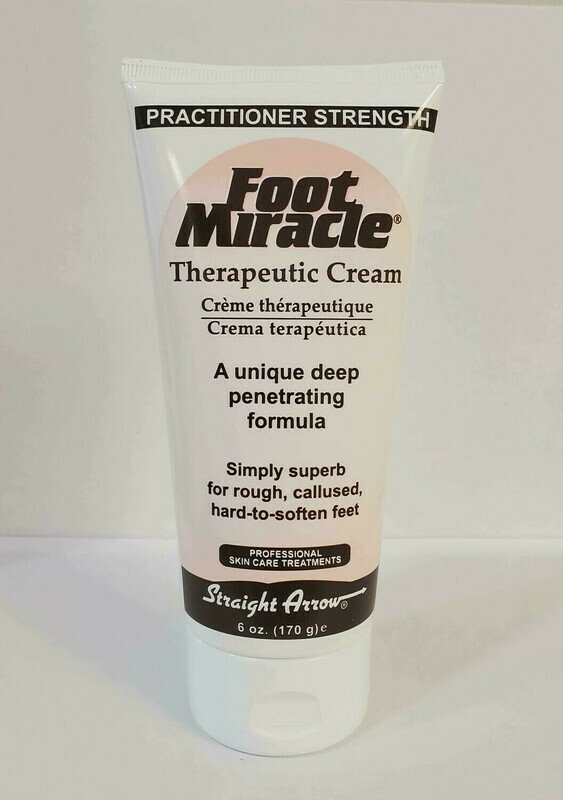 PRACTITIONER STRENGTH
Foot
Miracle®
Therapeutic Cream
Crème thérapeutique
Crema terapéutica
A unique deep
penetrating
formula
Simply superb
for rough, callused,
hard-to-soften feet
PROFESSIONAL
SKIN CARE TREATMENTS
Straight Arrow®
6 oz. (170 g) e